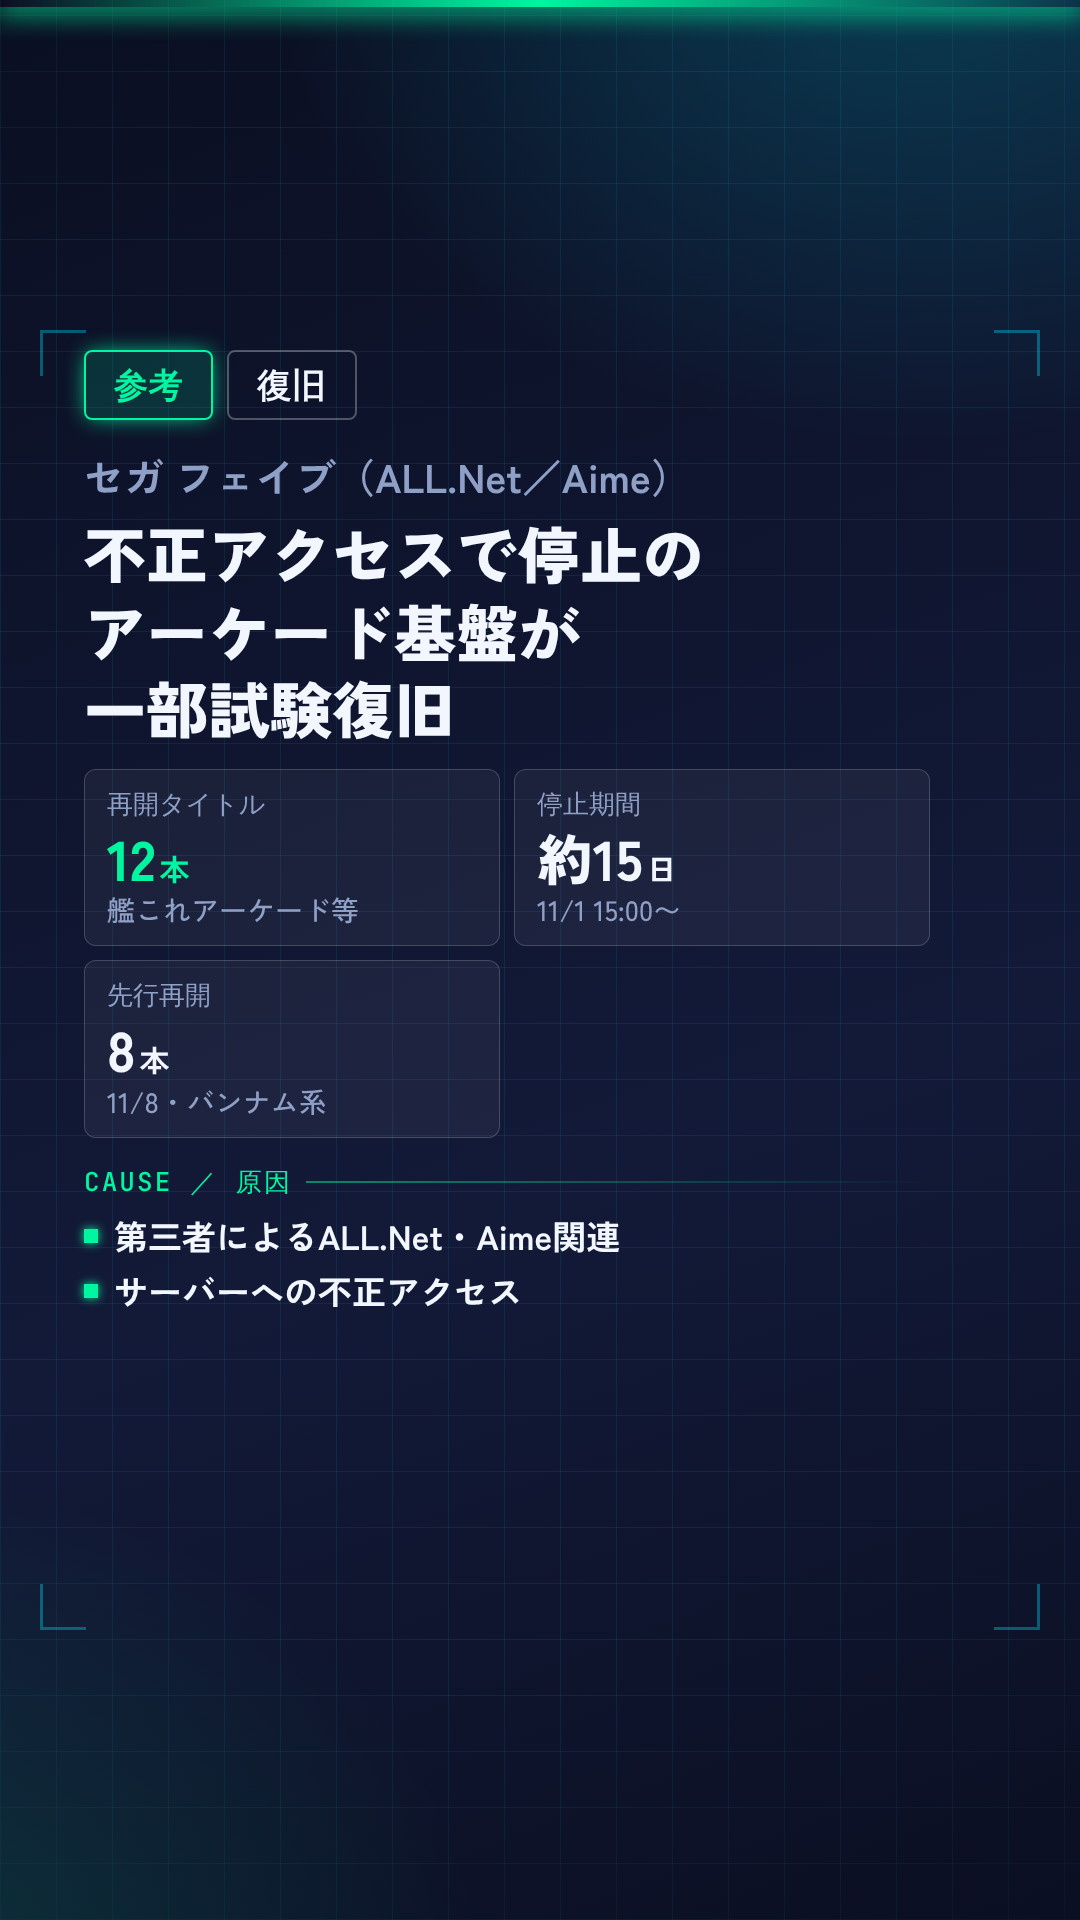 参考
復旧
セガ フェイブ（ALL.Net／Aime）
不正アクセスで停止の
アーケード基盤が
一部試験復旧
再開タイトル
12本
艦これアーケード等
停止期間
約15日
11/1 15:00〜
先行再開
8本
11/8・バンナム系
CAUSE ／ 原因
第三者によるALL.Net・Aime関連
サーバーへの不正アクセス